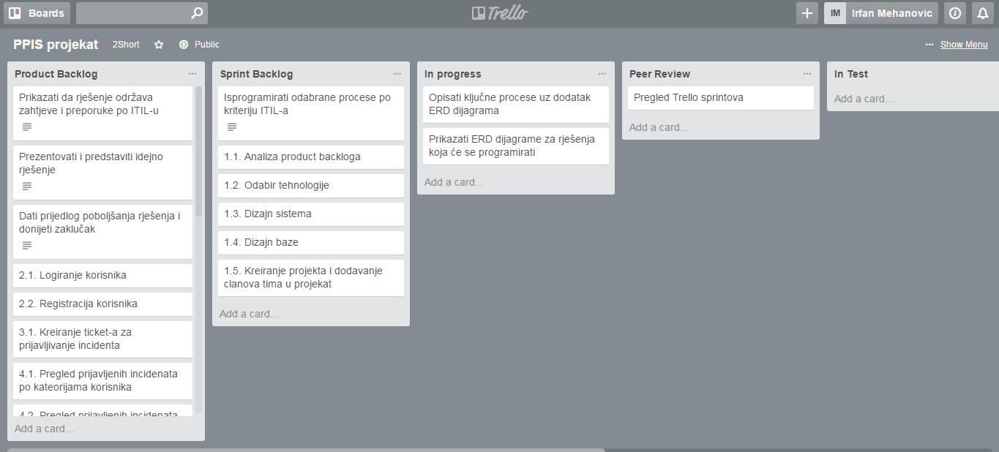 Boards
Trello
IM Irfan Mehanovic
PPIS projekat 2Short Public
... Show Menu
Product Backlog ...
Prikazati da rješenje održava
zahtjeve i preporuke po ITIL-u
Prezentovati i predstaviti idejno
rješenje
Dati prijedlog poboljšanja rješenja i
donijeti zaključak
2.1. Logiranje korisnika
2.2. Registracija korisnika
3.1. Kreiranje ticket-a za
prijavljivanje incidenta
4.1. Pregled prijavljenih incidenata
po kateorijama korisnika
4.2. Pregled prijavljenih incidenata
Add a card...
Sprint Backlog ...
Isprogramirati odabrane procese po
kriteriju ITIL-a
1.1. Analiza product backloga
1.2. Odabir tehnologije
1.3. Dizajn sistema
1.4. Dizajn baze
1.5. Kreiranje projekta i dodavanje
clanova tima u projekat
Add a card...
In progress ...
Opisati ključne procese uz dodatak
ERD dijagrama
Prikazati ERD dijagrame za rješenja
koja će se programirati
Add a card...
Peer Review ...
Pregled Trello sprintova
Add a card...
In Test
Add a card...